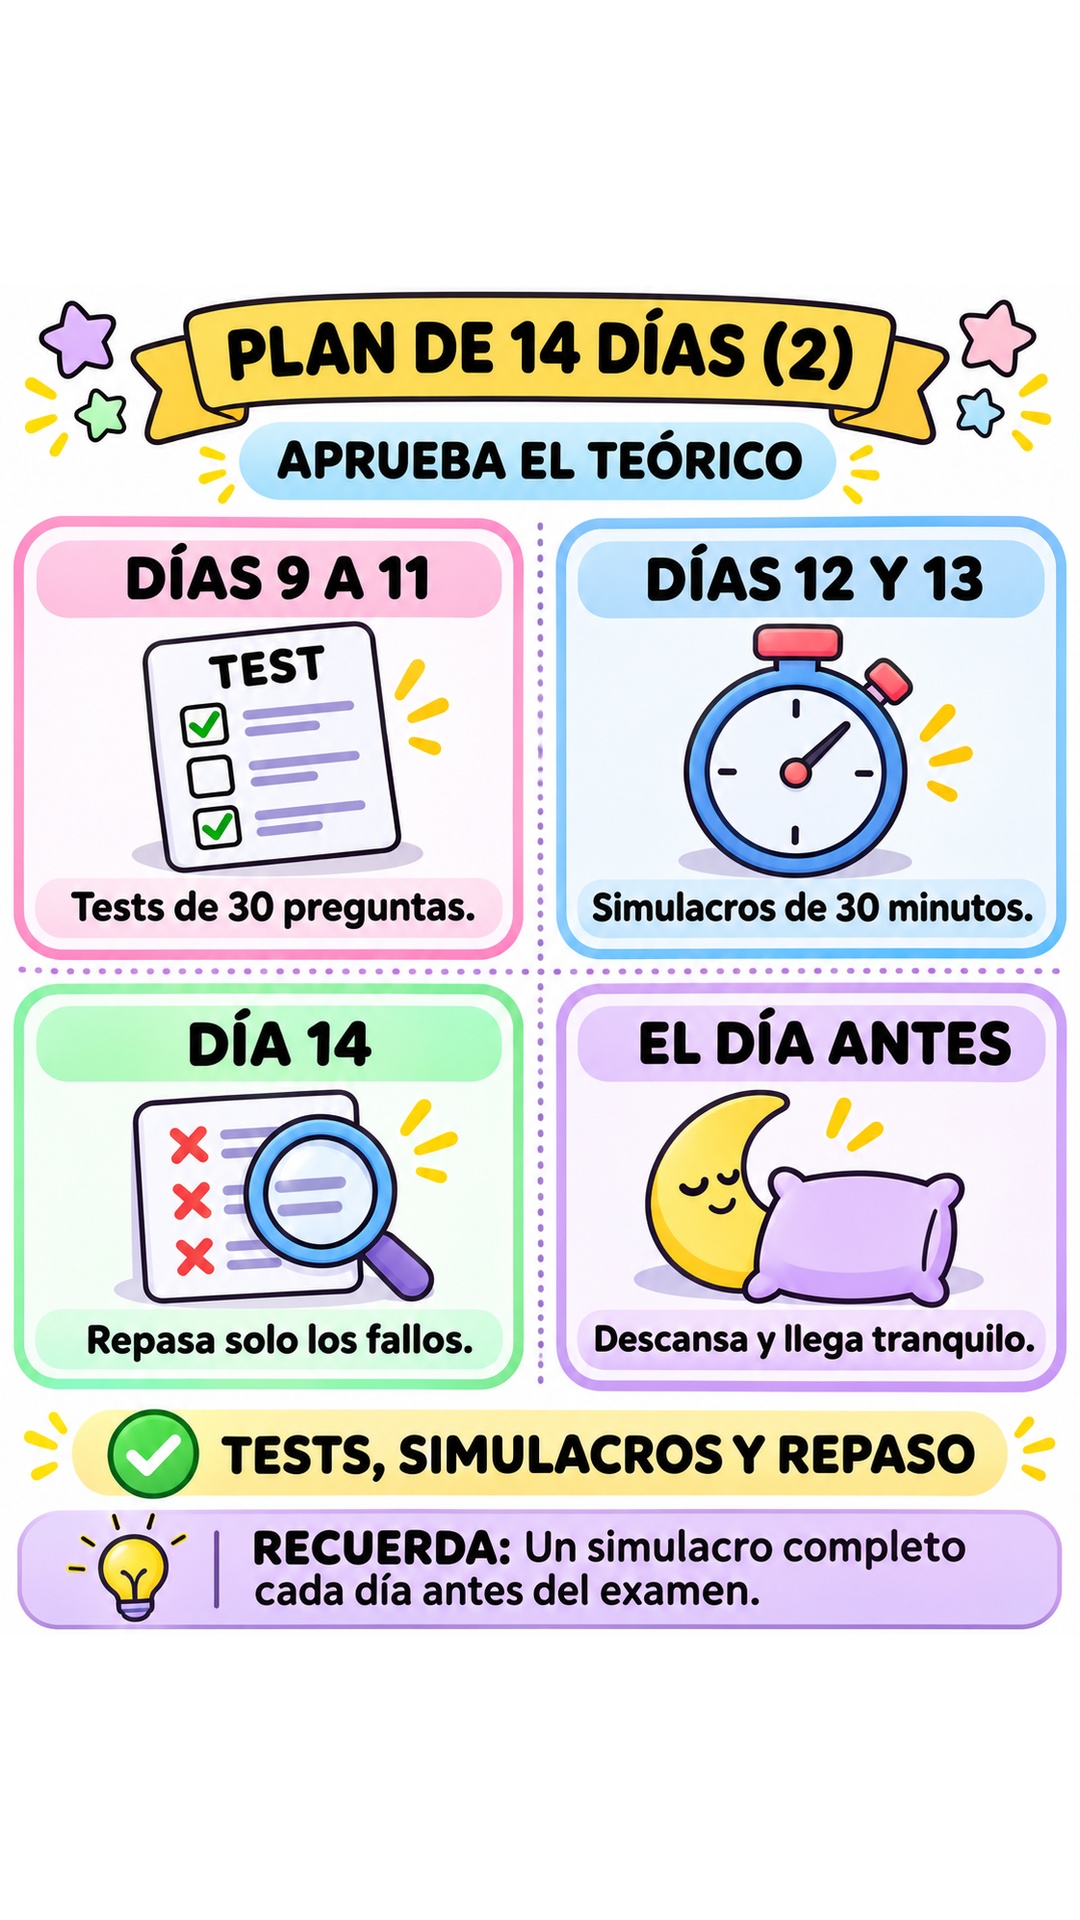 PLAN DE 14 DÍAS (2)
APRUEBA EL TEÓRICO
DÍAS 9 A 11
TEST
Tests de 30 preguntas.
DÍAS 12 Y 13
Simulacros de 30 minutos.
DÍA 14
Repasa solo los fallos.
EL DÍA ANTES
Descansa y llega tranquilo.
TESTS, SIMULACROS Y REPASO
RECUERDA: Un simulacro completo
cada día antes del examen.